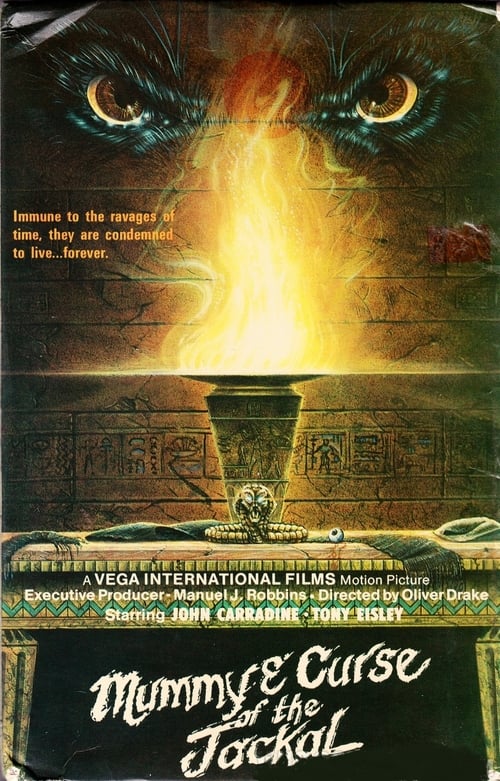 Immune to the ravages of
time, they are condemned
to live...forever.
A VEGA INTERNATIONAL FILMS Motion Picture
Executive Producer - Manuel J. Robbins • Directed by Oliver Drake
Starring JOHN CARRADINE • TONY EISLEY
Mummy & Curse
of the
Jackal